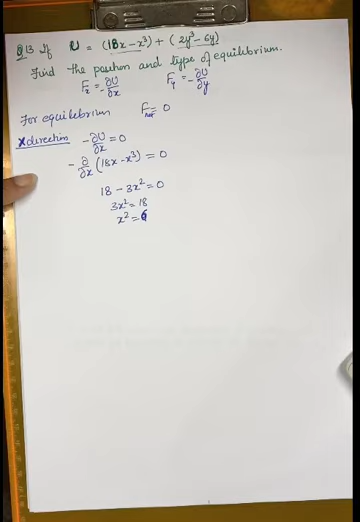 Q13 If U = (18x - x³) + (2y³ - 6y)
Find the position and type of equilibrium.
Fₓ = -∂U/∂x Fᵧ = -∂U/∂y
For equilibrium Fnet = 0
X direction -∂U/∂x = 0
-∂/∂x (18x - x³) = 0
18 - 3x² = 0
3x² = 18
x² = 6